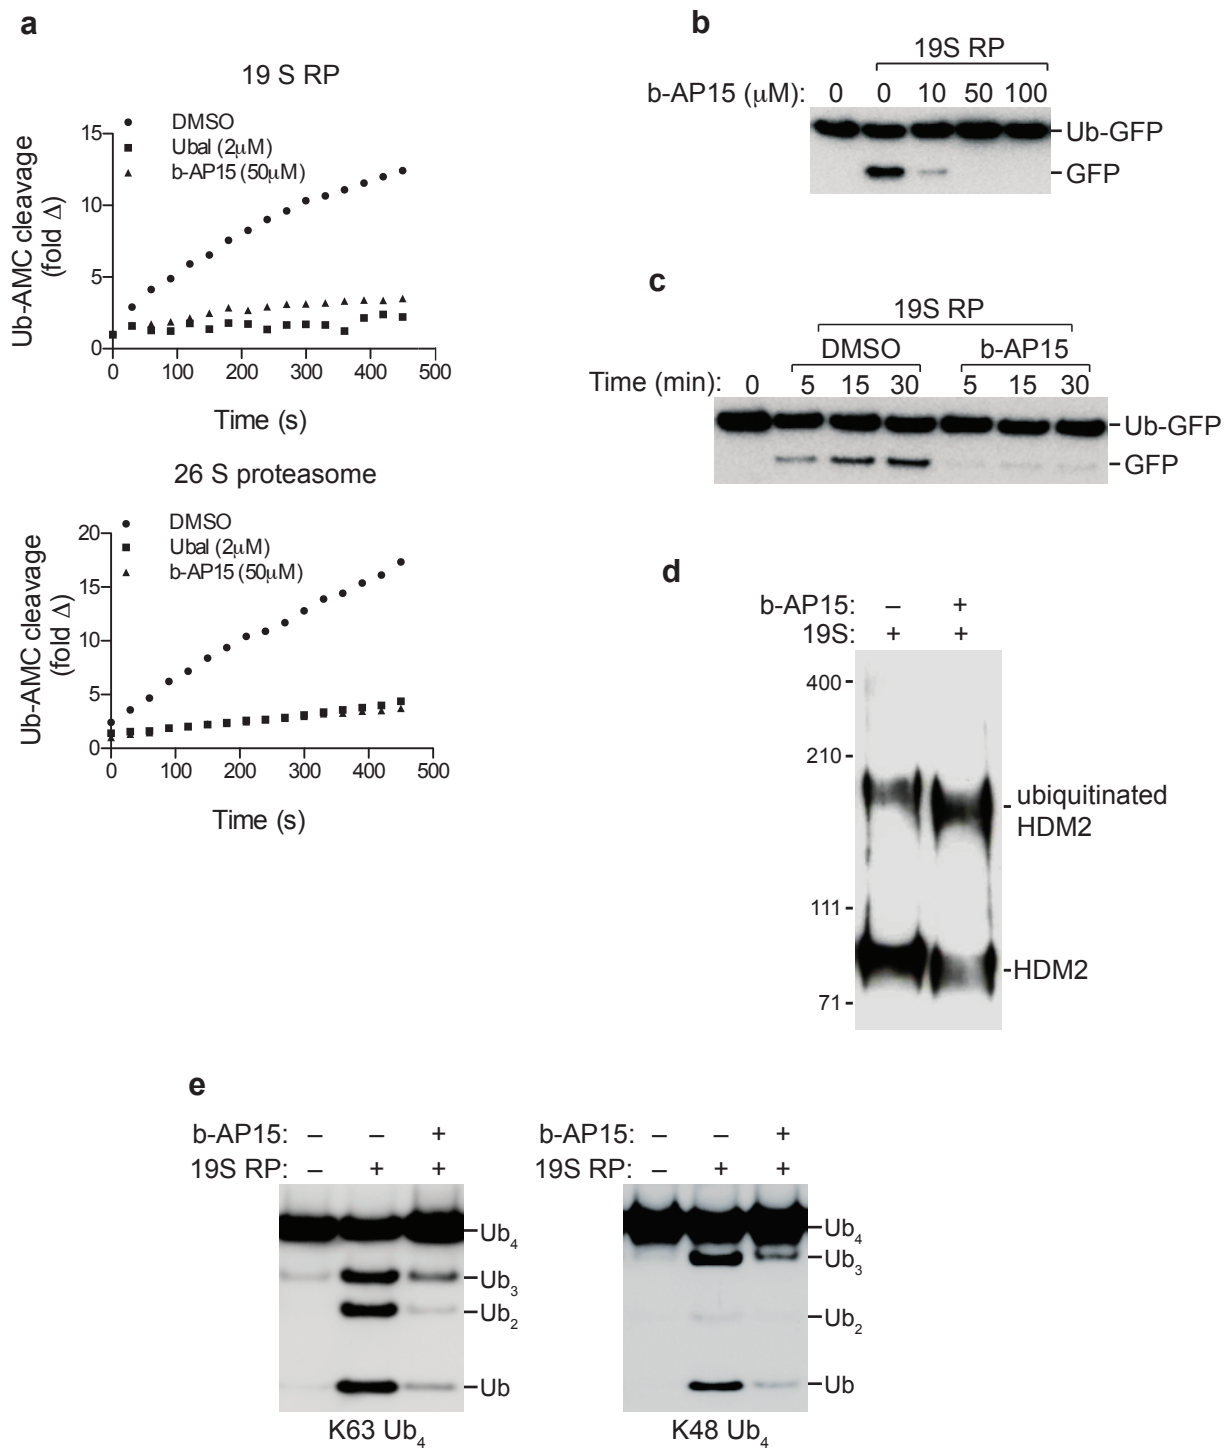 a
19 S RP
DMSO
Ubal (2μM)
b-AP15 (50μM)
Ub-AMC cleavage
(fold Δ)
15
10
5
0
0 100 200 300 400 500
Time (s)
26 S proteasome
DMSO
Ubal (2μM)
b-AP15 (50μM)
Ub-AMC cleavage
(fold Δ)
20
15
10
5
0
0 100 200 300 400 500
Time (s)
b
19S RP
b-AP15 (μM): 0 0 10 50 100
Ub-GFP
GFP
c
19S RP
DMSO b-AP15
Time (min): 0 5 15 30 5 15 30
Ub-GFP
GFP
d
b-AP15: – +
19S: + +
400
210
ubiquitinated
HDM2
111
HDM2
71
e
b-AP15: – – +
19S RP: – + +
Ub4
Ub3
Ub2
Ub
K63 Ub4
b-AP15: – – +
19S RP: – + +
Ub4
Ub3
Ub2
Ub
K48 Ub4